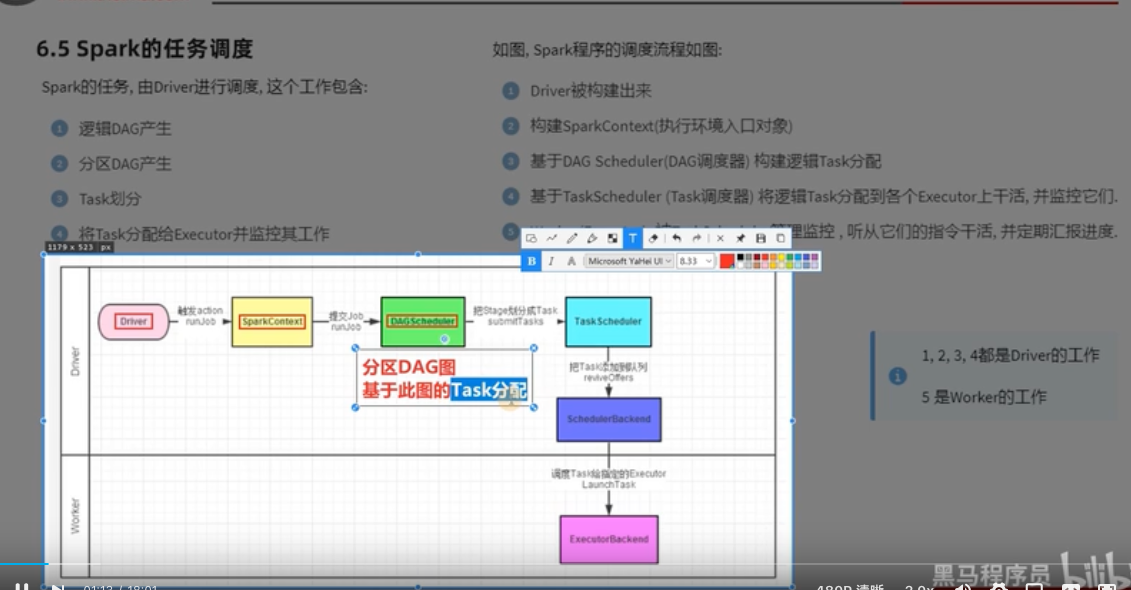 6.5 Spark的任务调度
Spark的任务, 由Driver进行调度, 这个工作包含:
1 逻辑DAG产生
2 分区DAG产生
3 Task划分
4 将Task分配给Executor并监控其工作
如图, Spark程序的调度流程如图:
1 Driver被构建出来
2 构建SparkContext(执行环境入口对象)
3 基于DAG Scheduler(DAG调度器) 构建逻辑Task分配
4 基于TaskScheduler (Task调度器) 将逻辑Task分配到各个Executor上干活, 并监控它们.
5 管理监控 , 听从它们的指令干活, 并定期汇报进度.
1179 x 523 px
T
B I A Microsoft YaHei UI 8.33
Driver
Driver
触发action
runJob
SparkContext
提交Job
runJob
DAGScheduler
把Stage划分成Task
submitTasks
TaskScheduler
分区DAG图
基于此图的Task分配
把Task添加到队列
reviveOffers
SchedulerBackend
调度Task给指定的Executor
LaunchTask
Worker
ExecutorBackend
1, 2, 3, 4都是Driver的工作
5 是Worker的工作
黑马程序员 bilibili
01:13 / 18:01
480P 清晰 2.0x